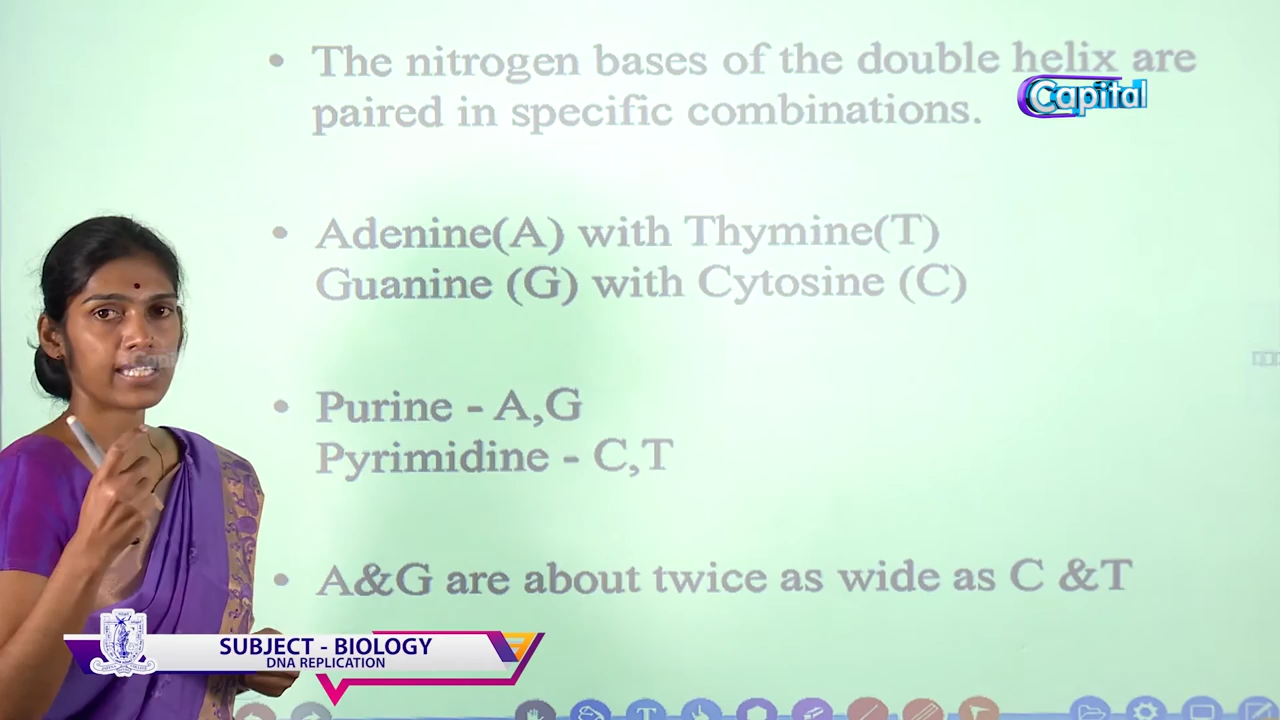 • The nitrogen bases of the double helix are
paired in specific combinations.
Capital
• Adenine(A) with Thymine(T)
Guanine (G) with Cytosine (C)
• Purine - A,G
Pyrimidine - C,T
• A&G are about twice as wide as C &T
SUBJECT - BIOLOGY
DNA REPLICATION